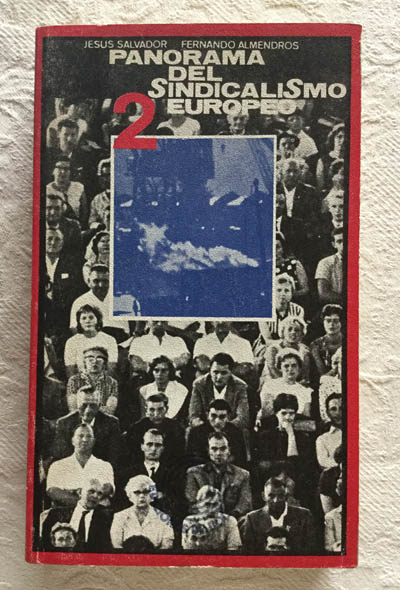 JESUS SALVADOR FERNANDO ALMENDROS
PANORAMA
DEL
SINDICALISMO
EUROPEO
2